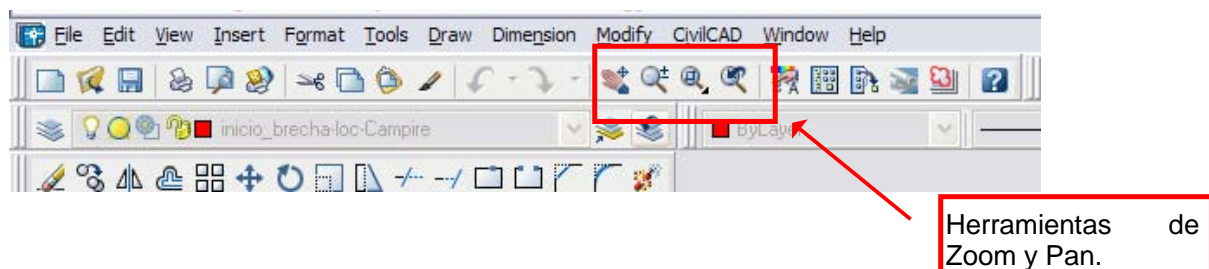 File Edit View Insert Format Tools Draw Dimension Modify CivilCAD Window Help
inicio_brecha-loc-Campire
ByLayer
Herramientas de
Zoom y Pan.